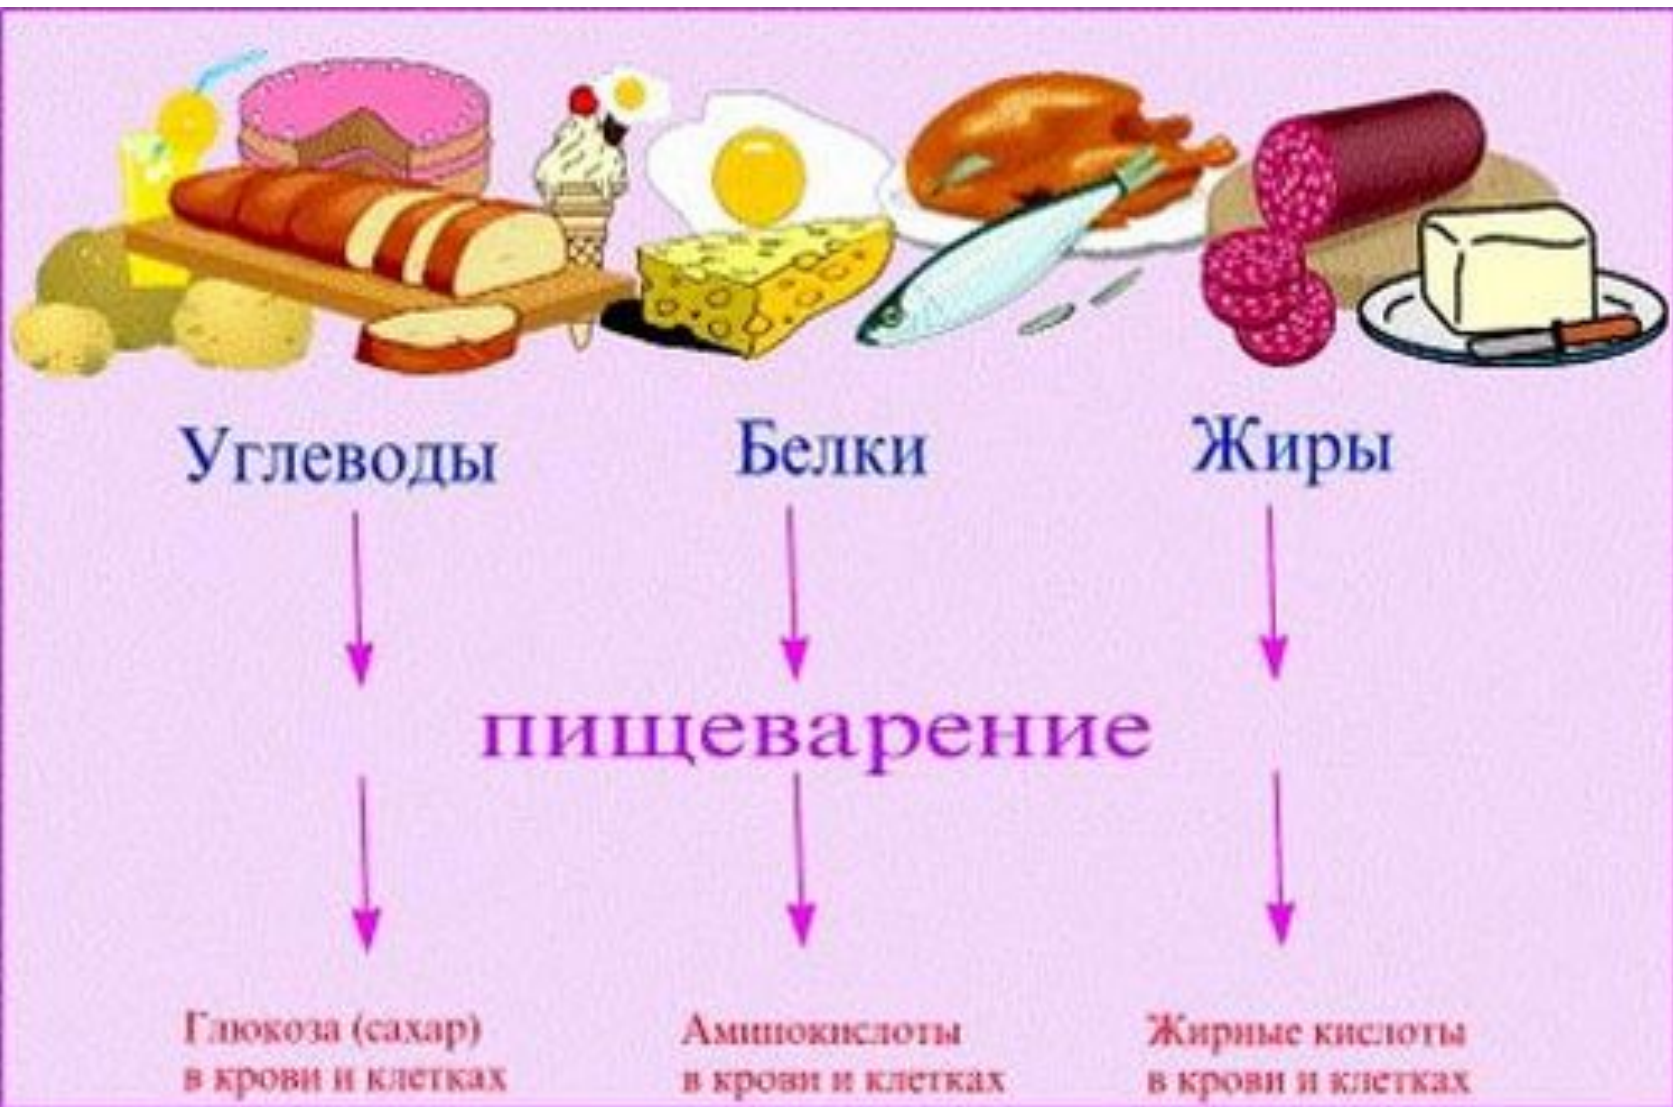 Углеводы Белки Жиры
пищеварение
Глюкоза (сахар)
в крови и клетках
Аминокислоты
в крови и клетках
Жирные кислоты
в крови и клетках